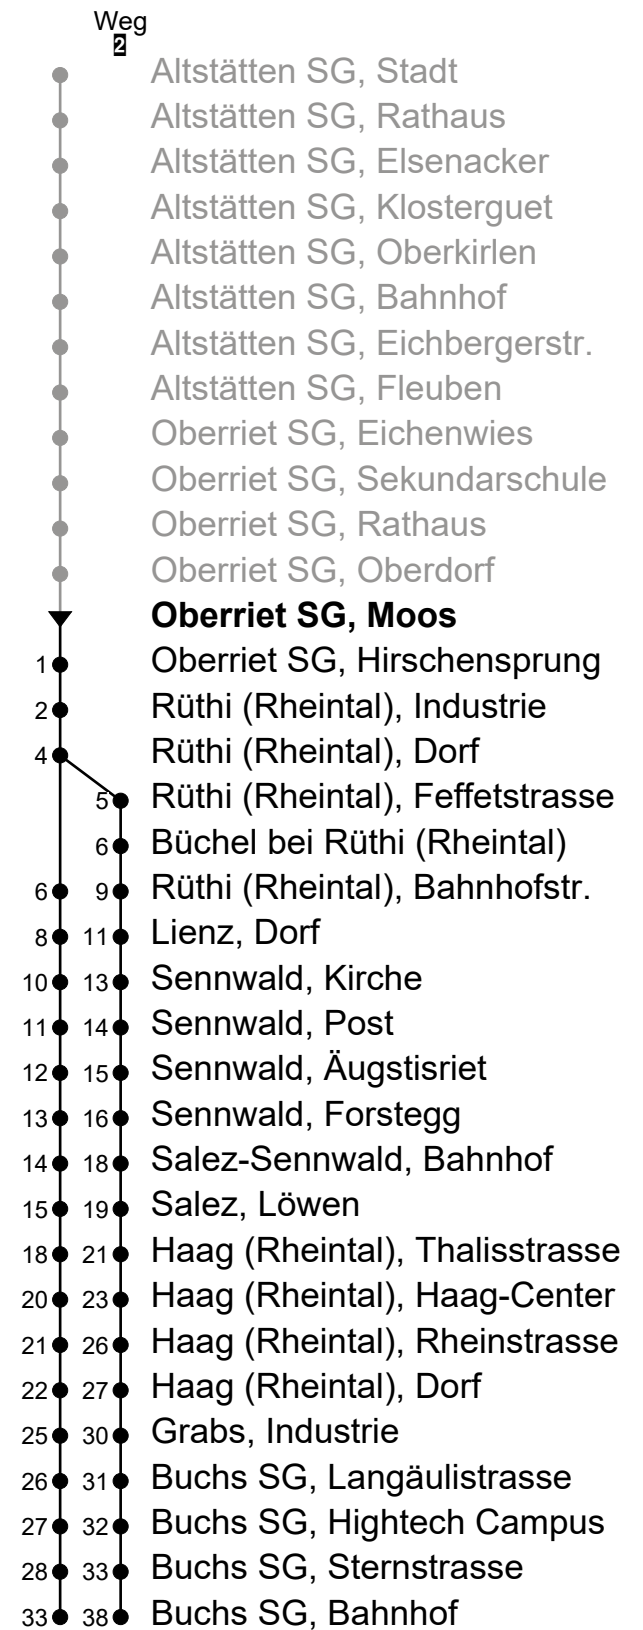 Weg
2
Altstätten SG, Stadt
Altstätten SG, Rathaus
Altstätten SG, Elsenacker
Altstätten SG, Klosterguet
Altstätten SG, Oberkirlen
Altstätten SG, Bahnhof
Altstätten SG, Eichbergerstr.
Altstätten SG, Fleuben
Oberriet SG, Eichenwies
Oberriet SG, Sekundarschule
Oberriet SG, Rathaus
Oberriet SG, Oberdorf
Oberriet SG, Moos
1 Oberriet SG, Hirschensprung
2 Rüthi (Rheintal), Industrie
4 Rüthi (Rheintal), Dorf
5 Rüthi (Rheintal), Feffetstrasse
6 Büchel bei Rüthi (Rheintal)
6 9 Rüthi (Rheintal), Bahnhofstr.
8 11 Lienz, Dorf
10 13 Sennwald, Kirche
11 14 Sennwald, Post
12 15 Sennwald, Äugstisriet
13 16 Sennwald, Forstegg
14 18 Salez-Sennwald, Bahnhof
15 19 Salez, Löwen
18 21 Haag (Rheintal), Thalisstrasse
20 23 Haag (Rheintal), Haag-Center
21 26 Haag (Rheintal), Rheinstrasse
22 27 Haag (Rheintal), Dorf
25 30 Grabs, Industrie
26 31 Buchs SG, Langäulistrasse
27 32 Buchs SG, Hightech Campus
28 33 Buchs SG, Sternstrasse
33 38 Buchs SG, Bahnhof